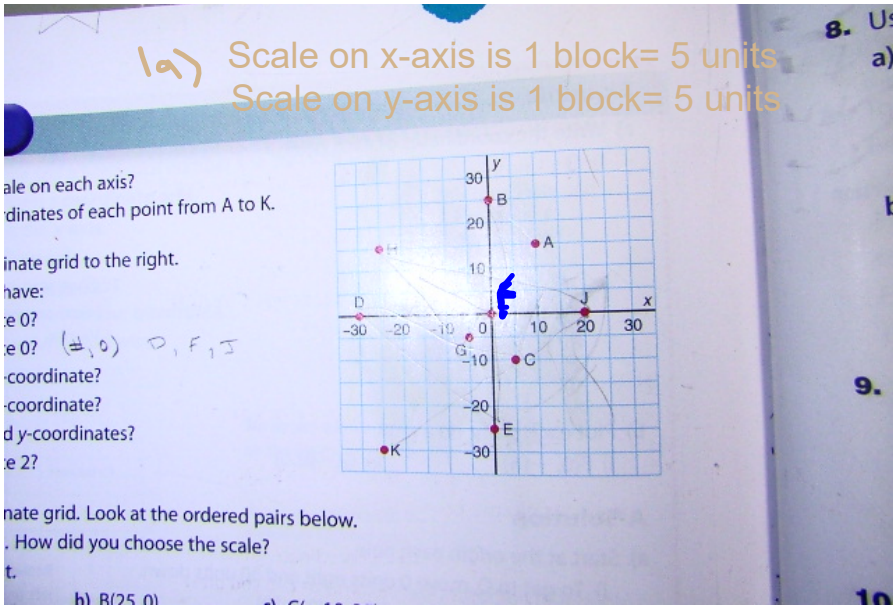 1a) Scale on x-axis is 1 block= 5 units
Scale on y-axis is 1 block= 5 units
8. Us
a)
ale on each axis?
dinates of each point from A to K.
inate grid to the right.
have:
e 0?
e 0? (#, 0) D, F, J
-coordinate?
-coordinate?
d y-coordinates?
e 2?
nate grid. Look at the ordered pairs below.
. How did you choose the scale?
t.
b) B(25, 0)
y
30
B
20
A
H
10
F
D
J
x
-30 -20 -10 0 10 20 30
G
-10
C
-20
E
K
-30
b
9.
10